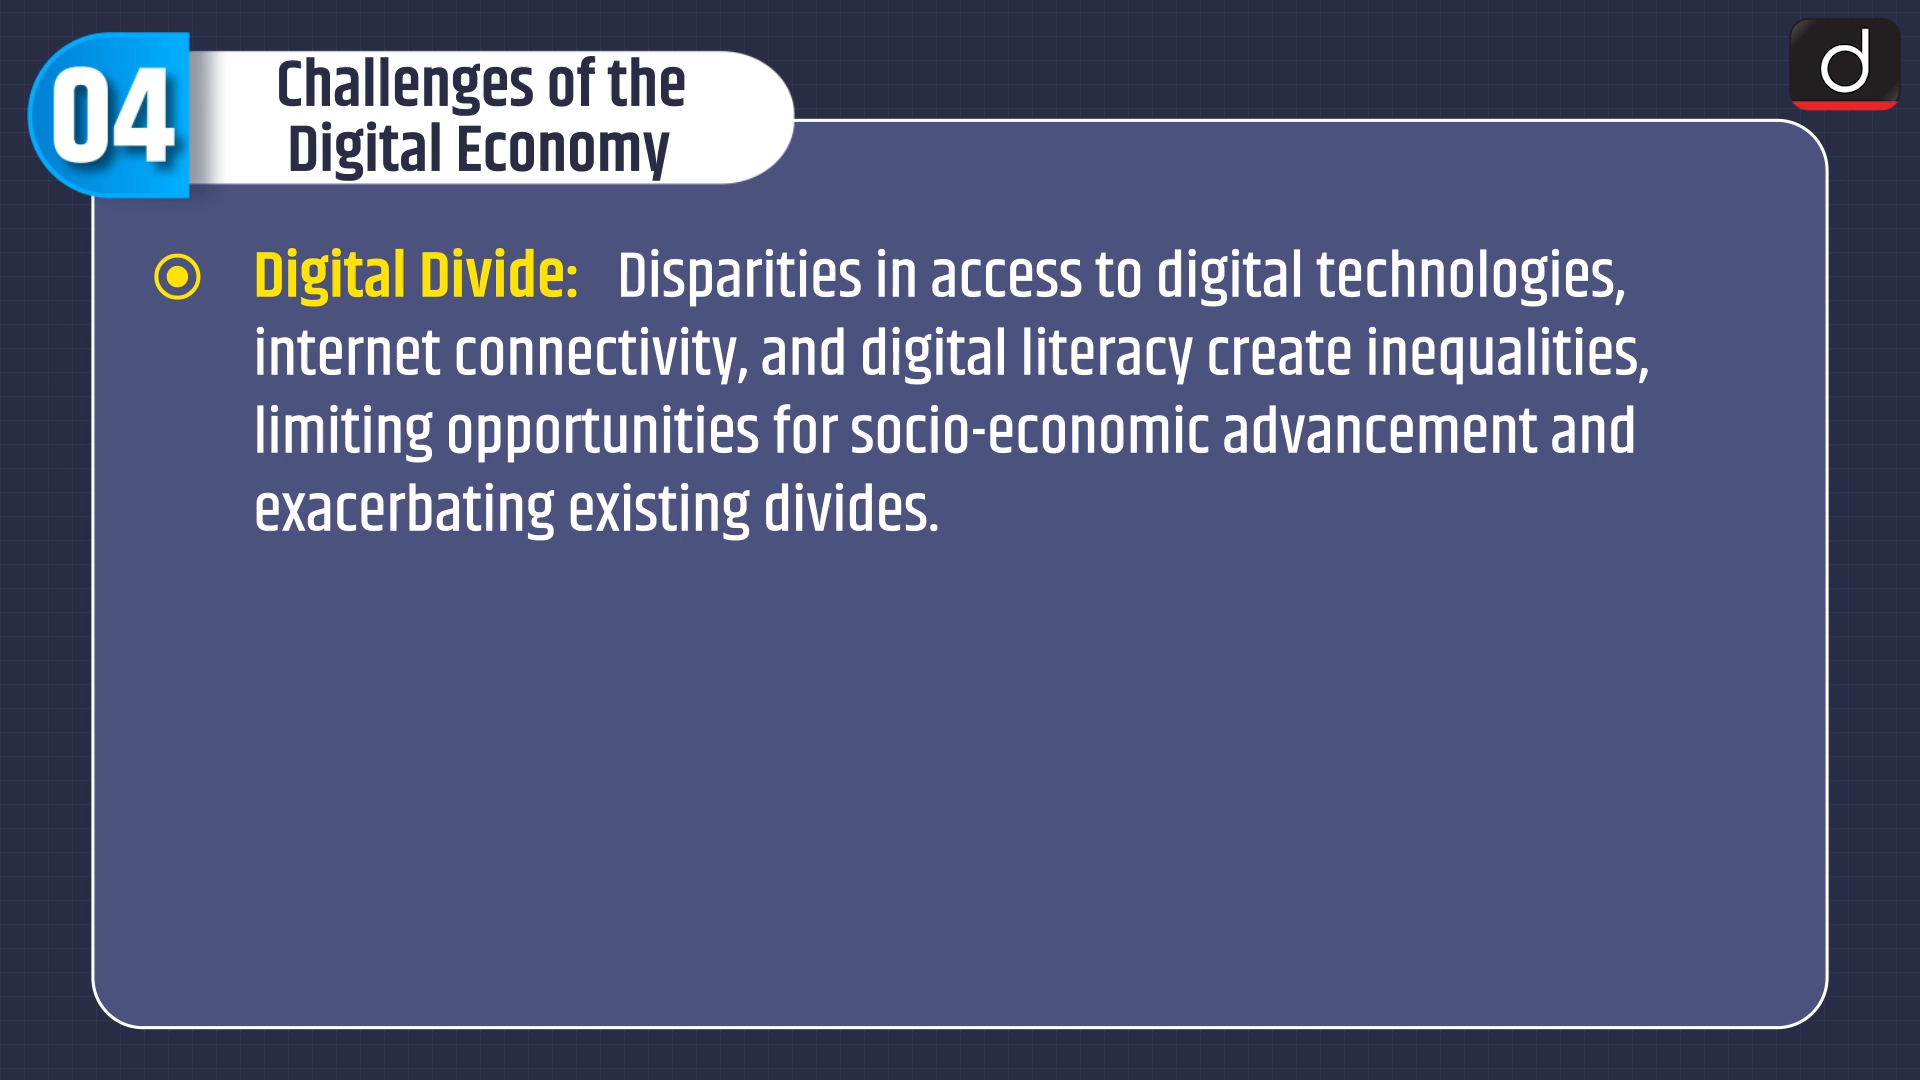 04
Challenges of the
Digital Economy
d
Digital Divide: Disparities in access to digital technologies,
internet connectivity, and digital literacy create inequalities,
limiting opportunities for socio-economic advancement and
exacerbating existing divides.